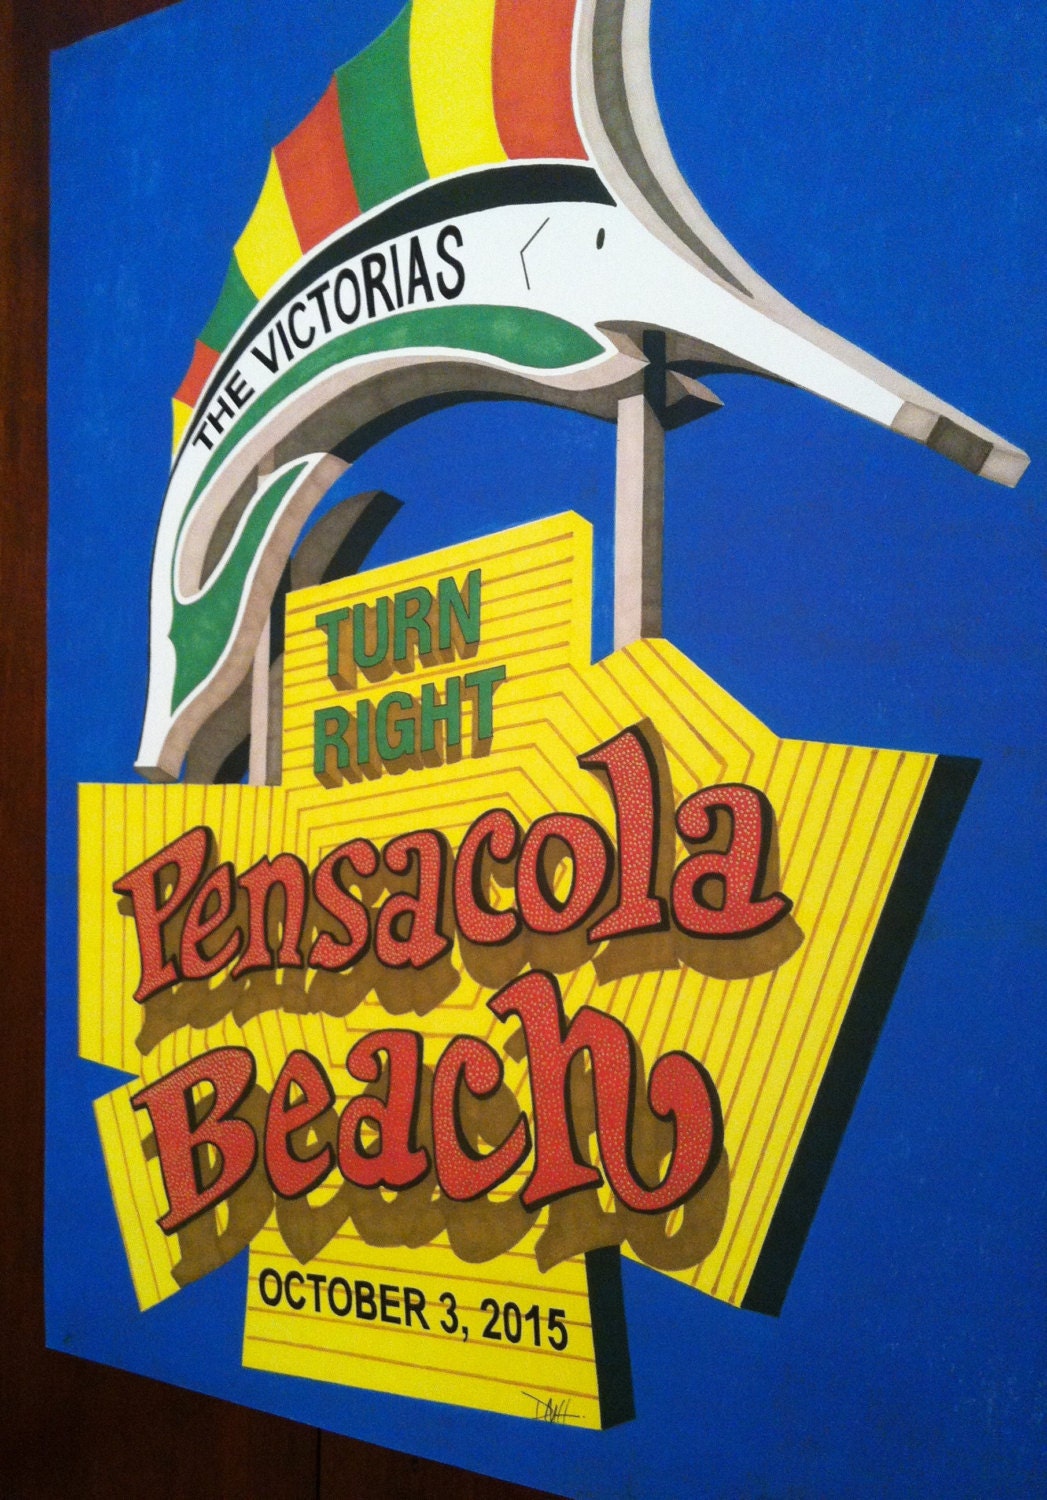 THE VICTORIAS
TURN
RIGHT
Pensacola
Beach
OCTOBER 3, 2015